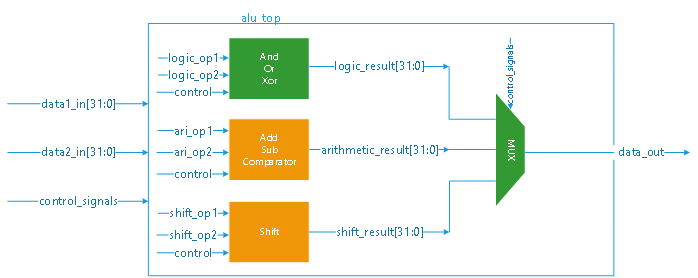 alu_top
logic_op1
logic_op2
control
And
Or
Xor
logic_result[31:0]
control_signals
data1_in[31:0]
ari_op1
ari_op2
control
Add
Sub
Comparator
arithmetic_result[31:0]
MUX
data2_in[31:0]
data_out
control_signals
shift_op1
shift_op2
control
Shift
shift_result[31:0]